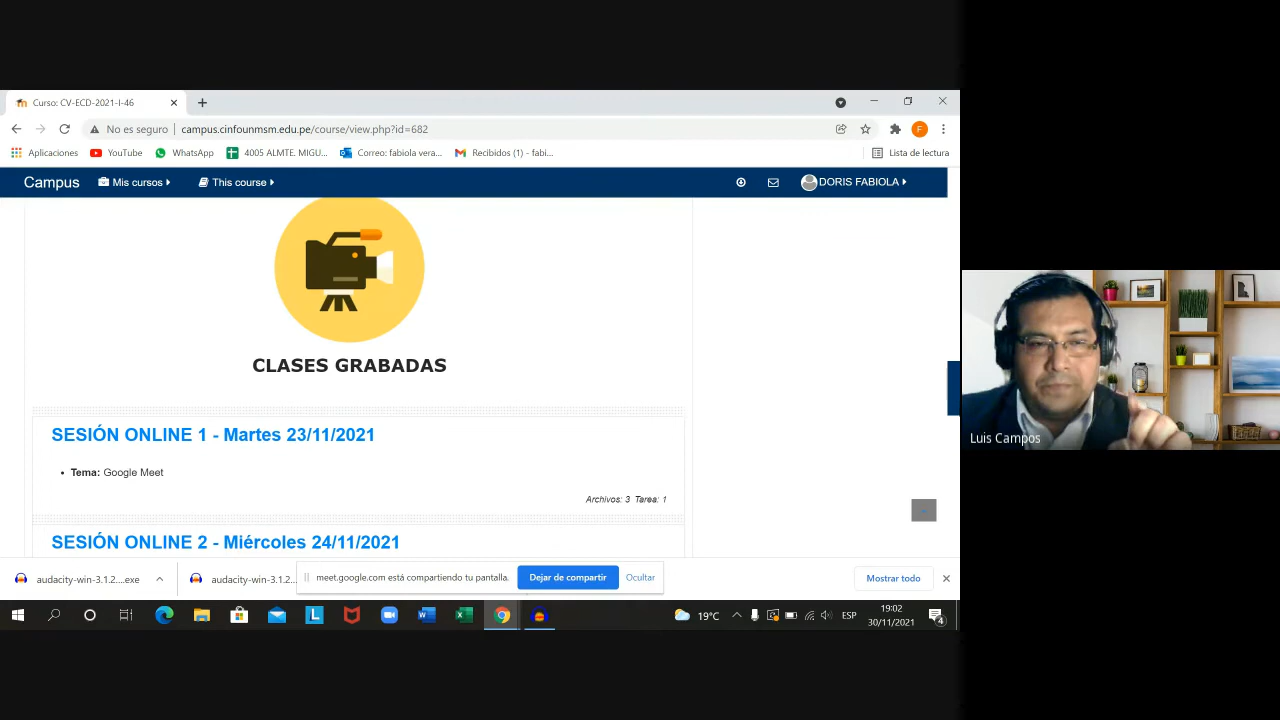 Curso: CV-ECD-2021-I-46
No es seguro
campus.cinfounmsm.edu.pe/course/view.php?id=682
F
Aplicaciones
YouTube
WhatsApp
4005 ALMTE. MIGU...
Correo: fabiola vera...
Recibidos (1) - fabi...
Lista de lectura
Campus
Mis cursos
This course
DORIS FABIOLA
CLASES GRABADAS
SESIÓN ONLINE 1 - Martes 23/11/2021
Tema: Google Meet
Archivos: 3 Tarea: 1
SESIÓN ONLINE 2 - Miércoles 24/11/2021
Luis Campos
audacity-win-3.1.2....exe
audacity-win-3.1.2...
meet.google.com está compartiendo tu pantalla.
Dejar de compartir
Ocultar
Mostrar todo
19°C
ESP
19:02
30/11/2021
4